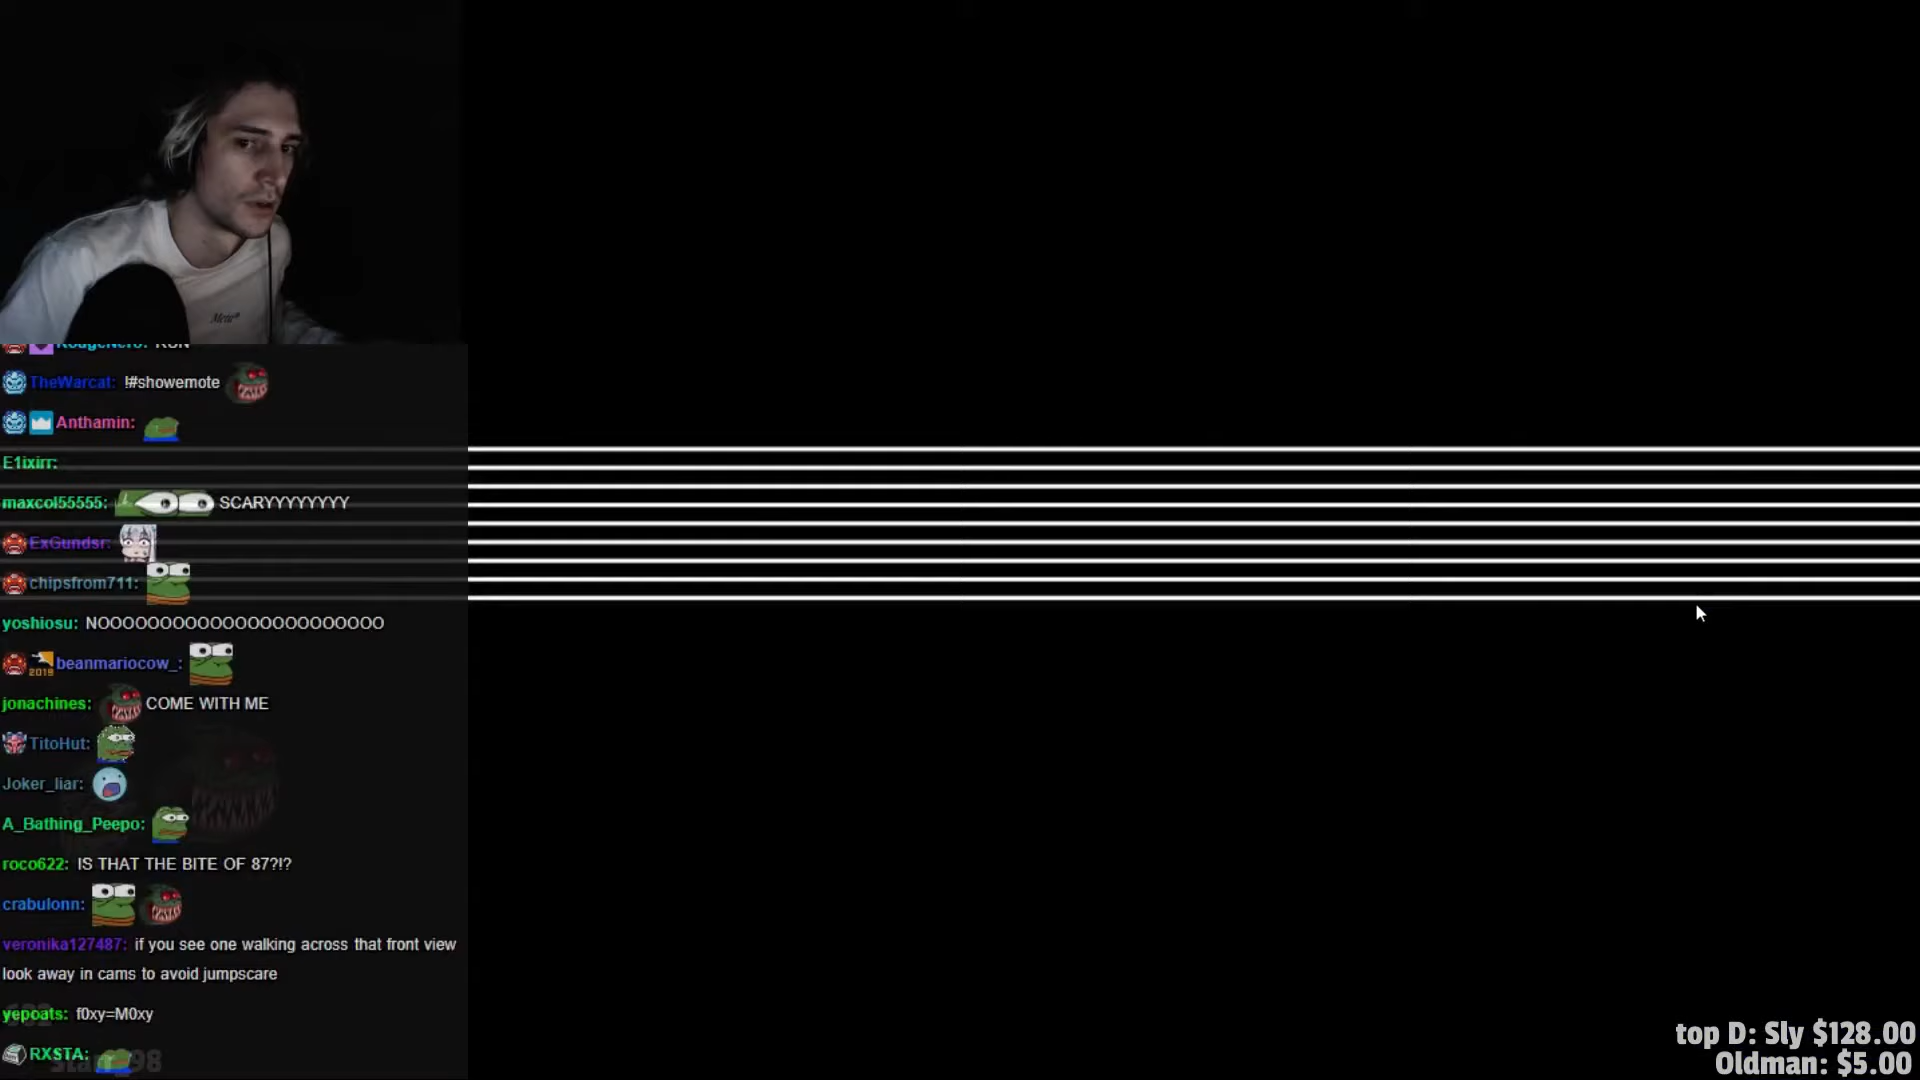 TheWarcat: !#showemote
Anthamin:
E1ixirr:
maxcol55555: SCARYYYYYYYY
ExGundsr:
chipsfrom711:
yoshiosu: NOOOOOOOOOOOOOOOOOOOOOOO
2019 beanmariocow_:
jonachines: COME WITH ME
TitoHut:
Joker_liar:
A_Bathing_Peepo:
roco622: IS THAT THE BITE OF 87?!?
crabulonn:
veronika127487: if you see one walking across that front view
look away in cams to avoid jumpscare
yepoats: f0xy=M0xy
RXSTA:
top D: Sly $128.00
Oldman: $5.00